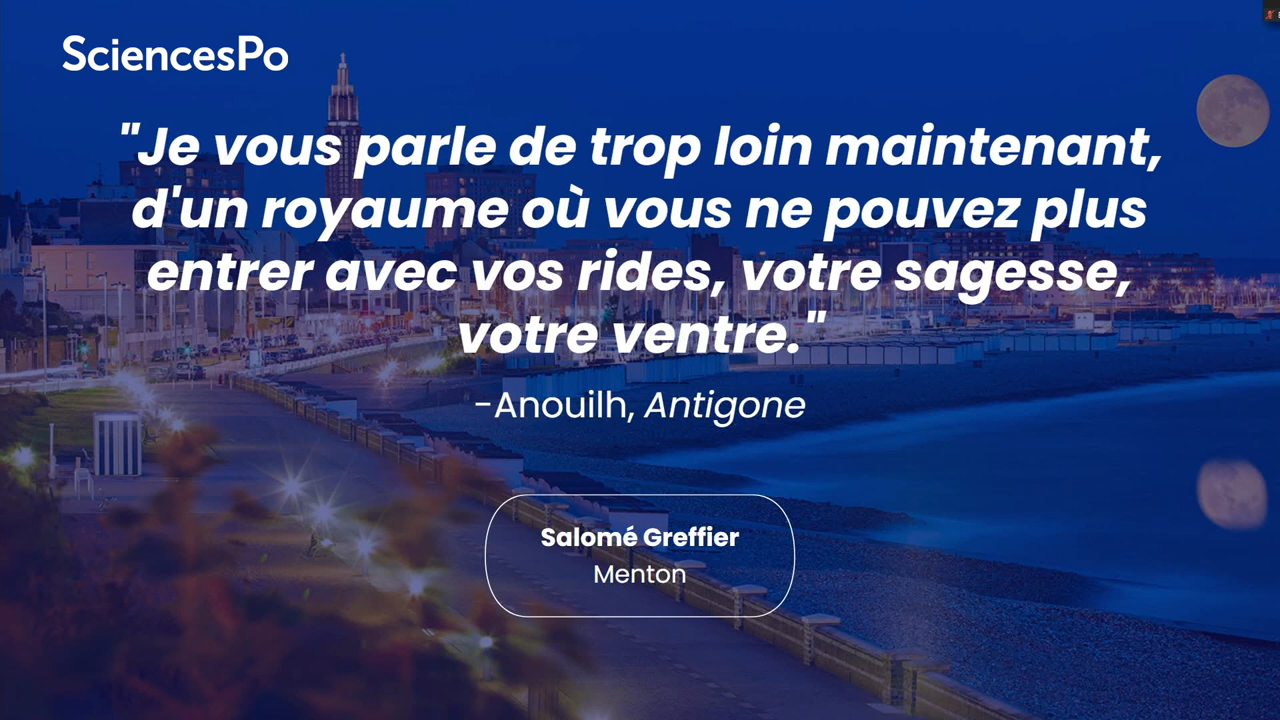 SciencesPo
"Je vous parle de trop loin maintenant,
d'un royaume où vous ne pouvez plus
entrer avec vos rides, votre sagesse,
votre ventre."
-Anouilh, Antigone
Salomé Greffier
Menton